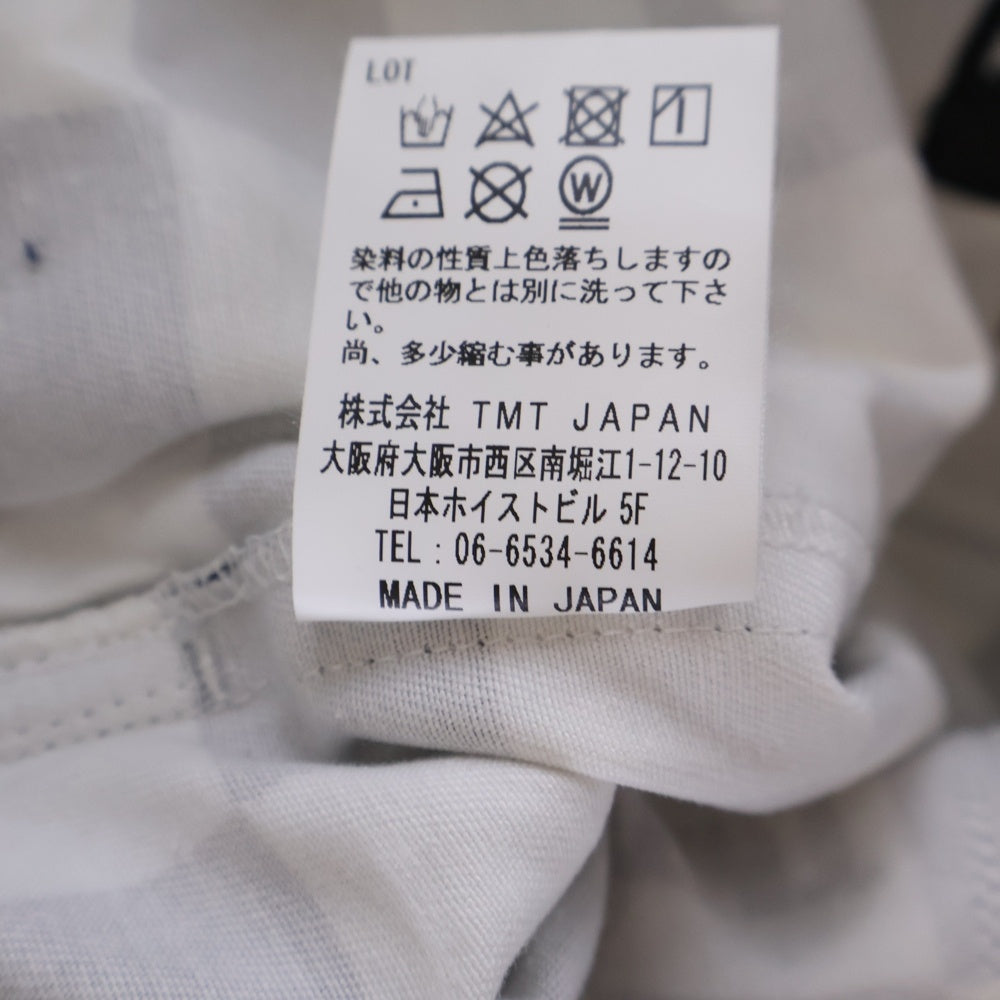 LOT
W
染料の性質上色落ちしますの
で他の物とは別に洗って下さ
い。
尚、多少縮む事があります。
株式会社 TMT JAPAN
大阪府大阪市西区南堀江1-12-10
日本ホイストビル 5F
TEL : 06-6534-6614
MADE IN JAPAN